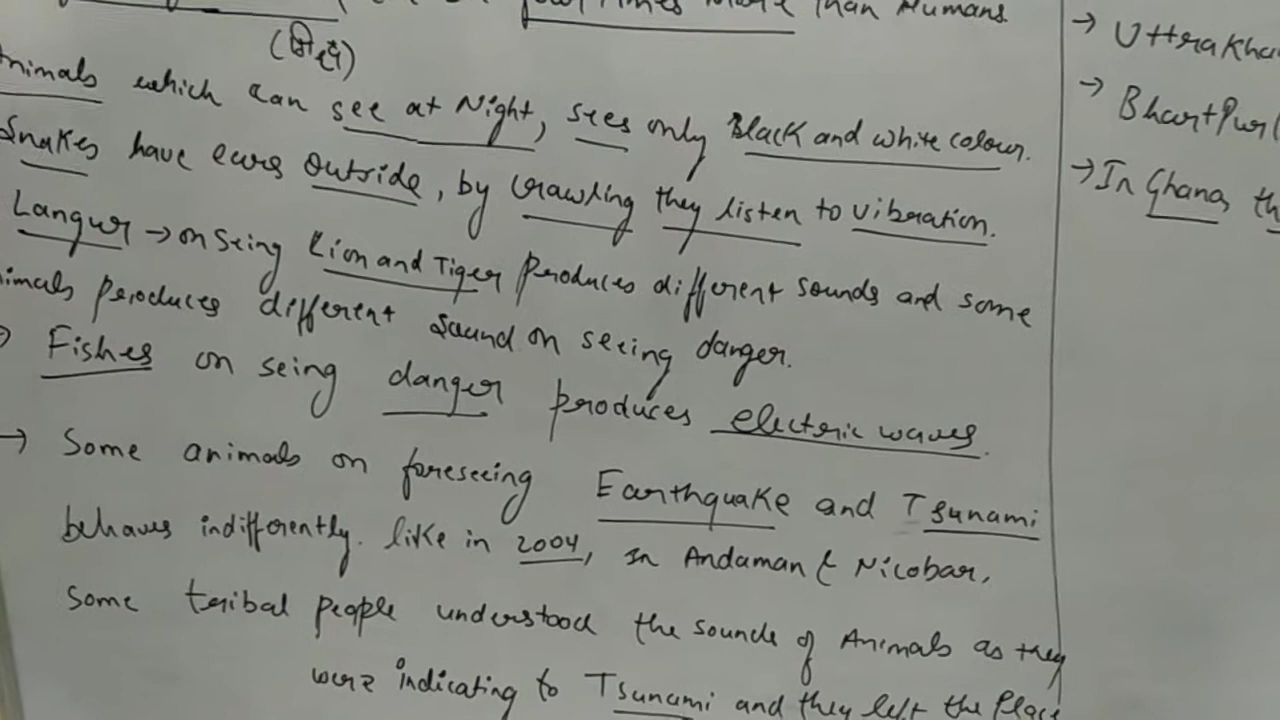 Times more than Humans
Animals which can see at Night, sees only Black and white colour.
Snakes have ears outside, by Crawling they listen to vibration.
Langur → on Seing Lion and Tiger Produces different sounds and some
nimals produces different Sound on seeing danger.
Fishes on seing danger produces electric waves.
→ Some animals on foreseeing Earthquake and Tsunami
behaves indifferently. like in 2004, In Andaman & Nicobar,
Some tribal people understood the sounds of Animals as they
were indicating to Tsunami and they left the Place
→ Uttrakha
→ Bhartpur
→ In Ghana, th